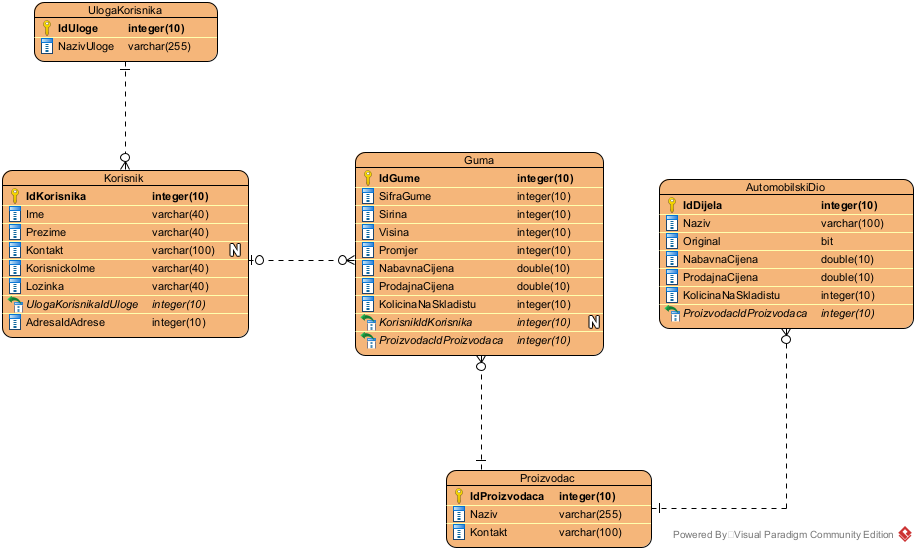 UlogaKorisnika
IdUloge integer(10)
NazivUloge varchar(255)
Korisnik
IdKorisnika integer(10)
Ime varchar(40)
Prezime varchar(40)
Kontakt varchar(100) N
KorisnickoIme varchar(40)
Lozinka varchar(40)
UlogaKorisnikaIdUloge integer(10)
AdresaIdAdrese integer(10)
Guma
IdGume integer(10)
SifraGume integer(10)
Sirina integer(10)
Visina integer(10)
Promjer integer(10)
NabavnaCijena double(10)
ProdajnaCijena double(10)
KolicinaNaSkladistu integer(10)
KorisnikIdKorisnika integer(10) N
ProizvodacIdProizvodaca integer(10)
AutomobilskiDio
IdDijela integer(10)
Naziv varchar(100)
Original bit
NabavnaCijena double(10)
ProdajnaCijena double(10)
KolicinaNaSkladistu integer(10)
ProizvodacIdProizvodaca integer(10)
Proizvodac
IdProizvodaca integer(10)
Naziv varchar(255)
Kontakt varchar(100)
Powered By Visual Paradigm Community Edition